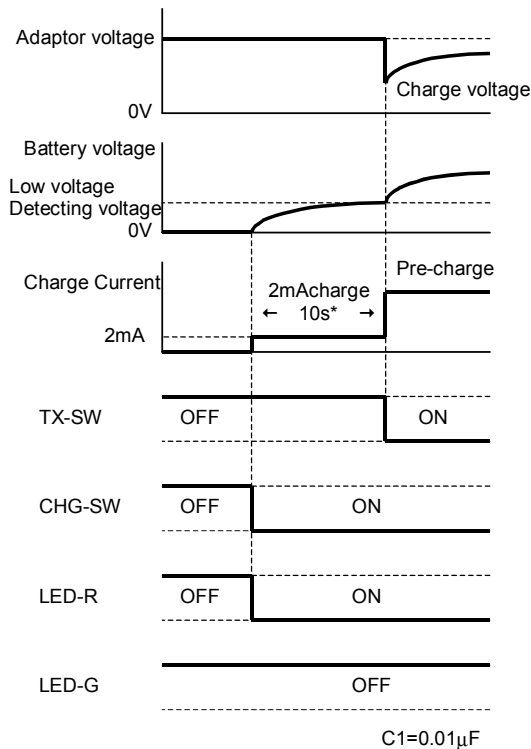 Adaptor voltage
Charge voltage
0V
Battery voltage
Low voltage
Detecting voltage
0V
Charge Current
Pre-charge
2mAcharge
← 10s* →
2mA
TX-SW
OFF
ON
CHG-SW
OFF
ON
LED-R
OFF
ON
LED-G
OFF
C1=0.01μF